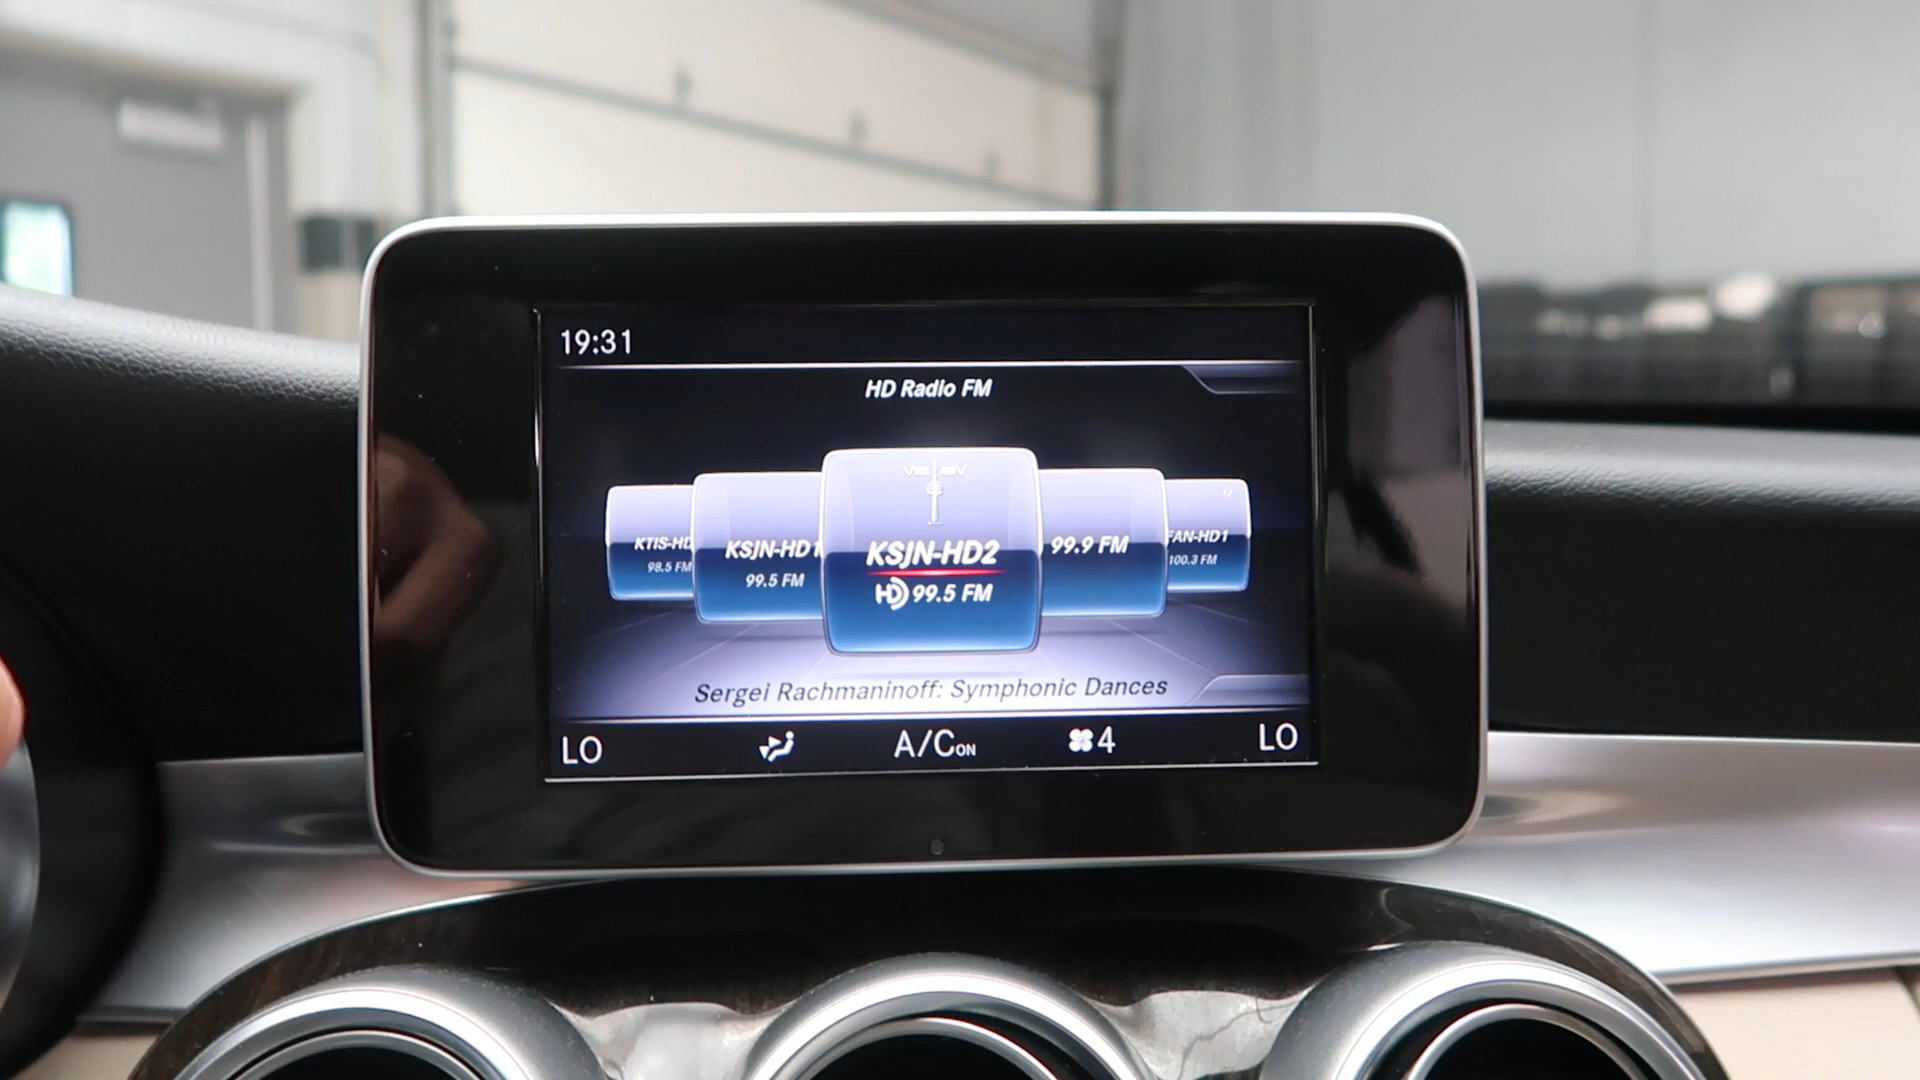 19:31
HD Radio FM
KTIS-HD
98.5 FM
KSJN-HD1
99.5 FM
KSJN-HD2
HD 99.5 FM
99.9 FM
FAN-HD1
100.3 FM
Sergei Rachmaninoff: Symphonic Dances
LO A/C ON 4 LO